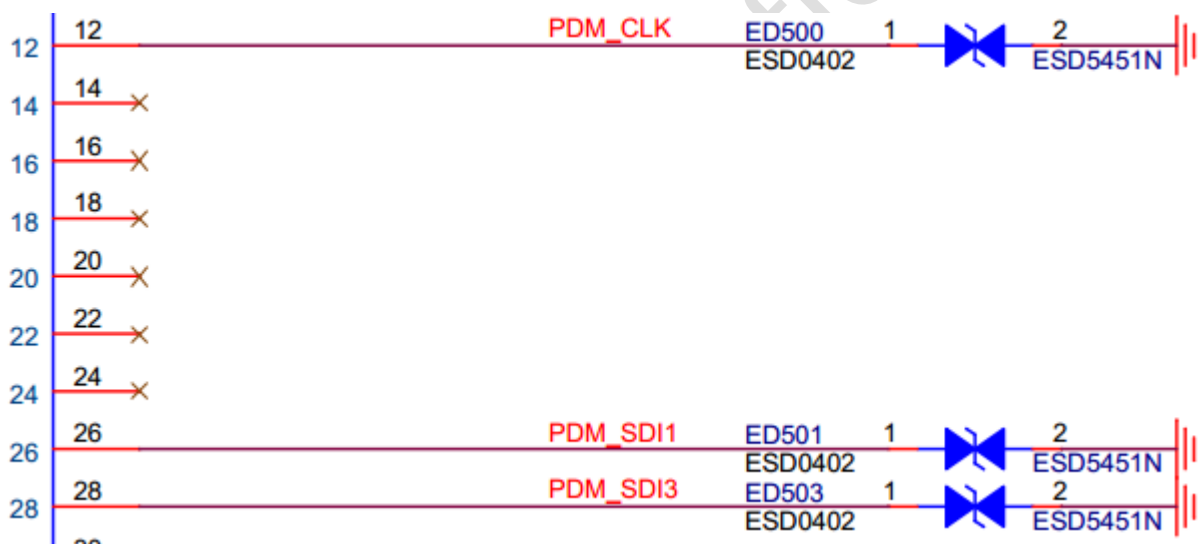 12 12 PDM_CLK ED500 1 2
ESD0402 ESD5451N
14 14
16 16
18 18
20 20
22 22
24 24
26 26 PDM_SDI1 ED501 1 2
ESD0402 ESD5451N
28 28 PDM_SDI3 ED503 1 2
ESD0402 ESD5451N